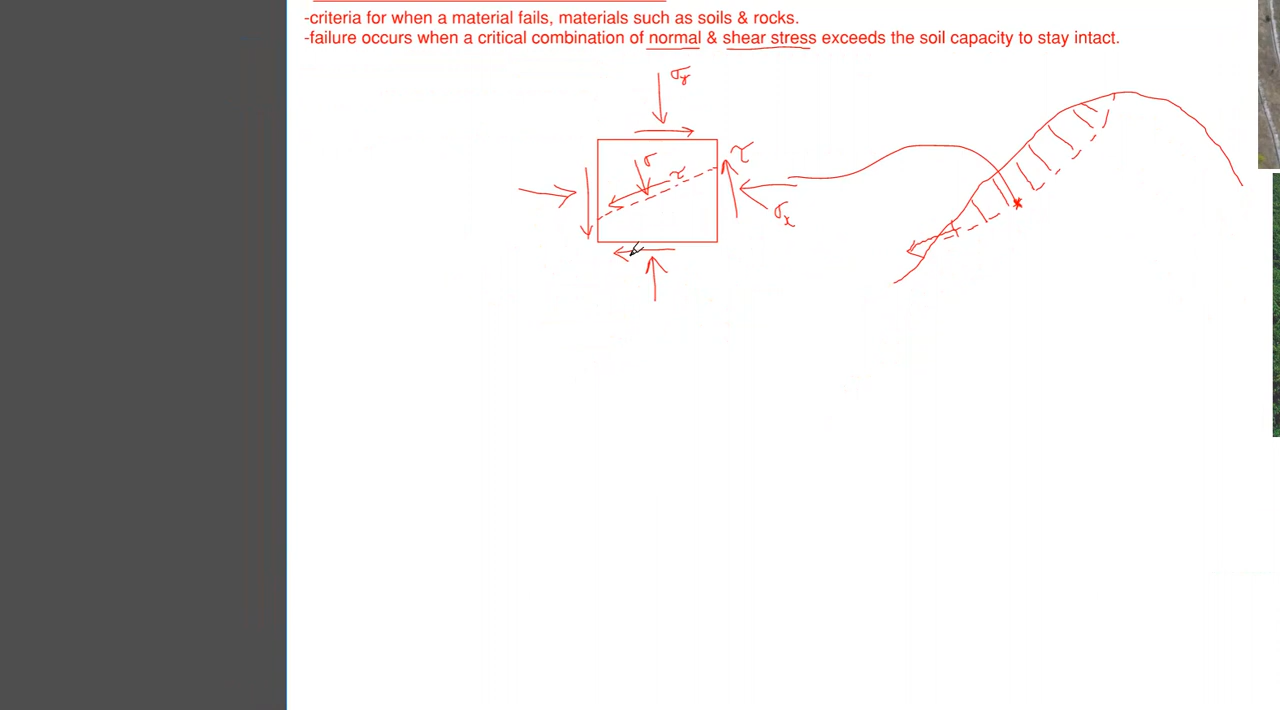 -criteria for when a material fails, materials such as soils & rocks.
-failure occurs when a critical combination of normal & shear stress exceeds the soil capacity to stay intact.
σy
σ
τ
τ
σx